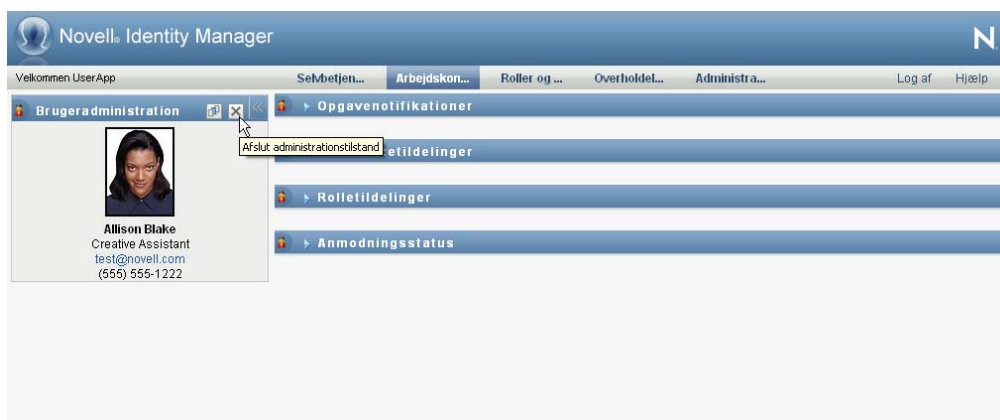 Novell® Identity Manager
N
Velkommen UserApp
Selvbetjen... Arbejdskon... Roller og ... Overholdel... Administra... Log af Hjælp
Brugeradministration
Opgavenotifikationer
Afslut administrationstilstand
etildelinger
Rolletildelinger
Anmodningsstatus
Allison Blake
Creative Assistant
test@novell.com
(555) 555-1222